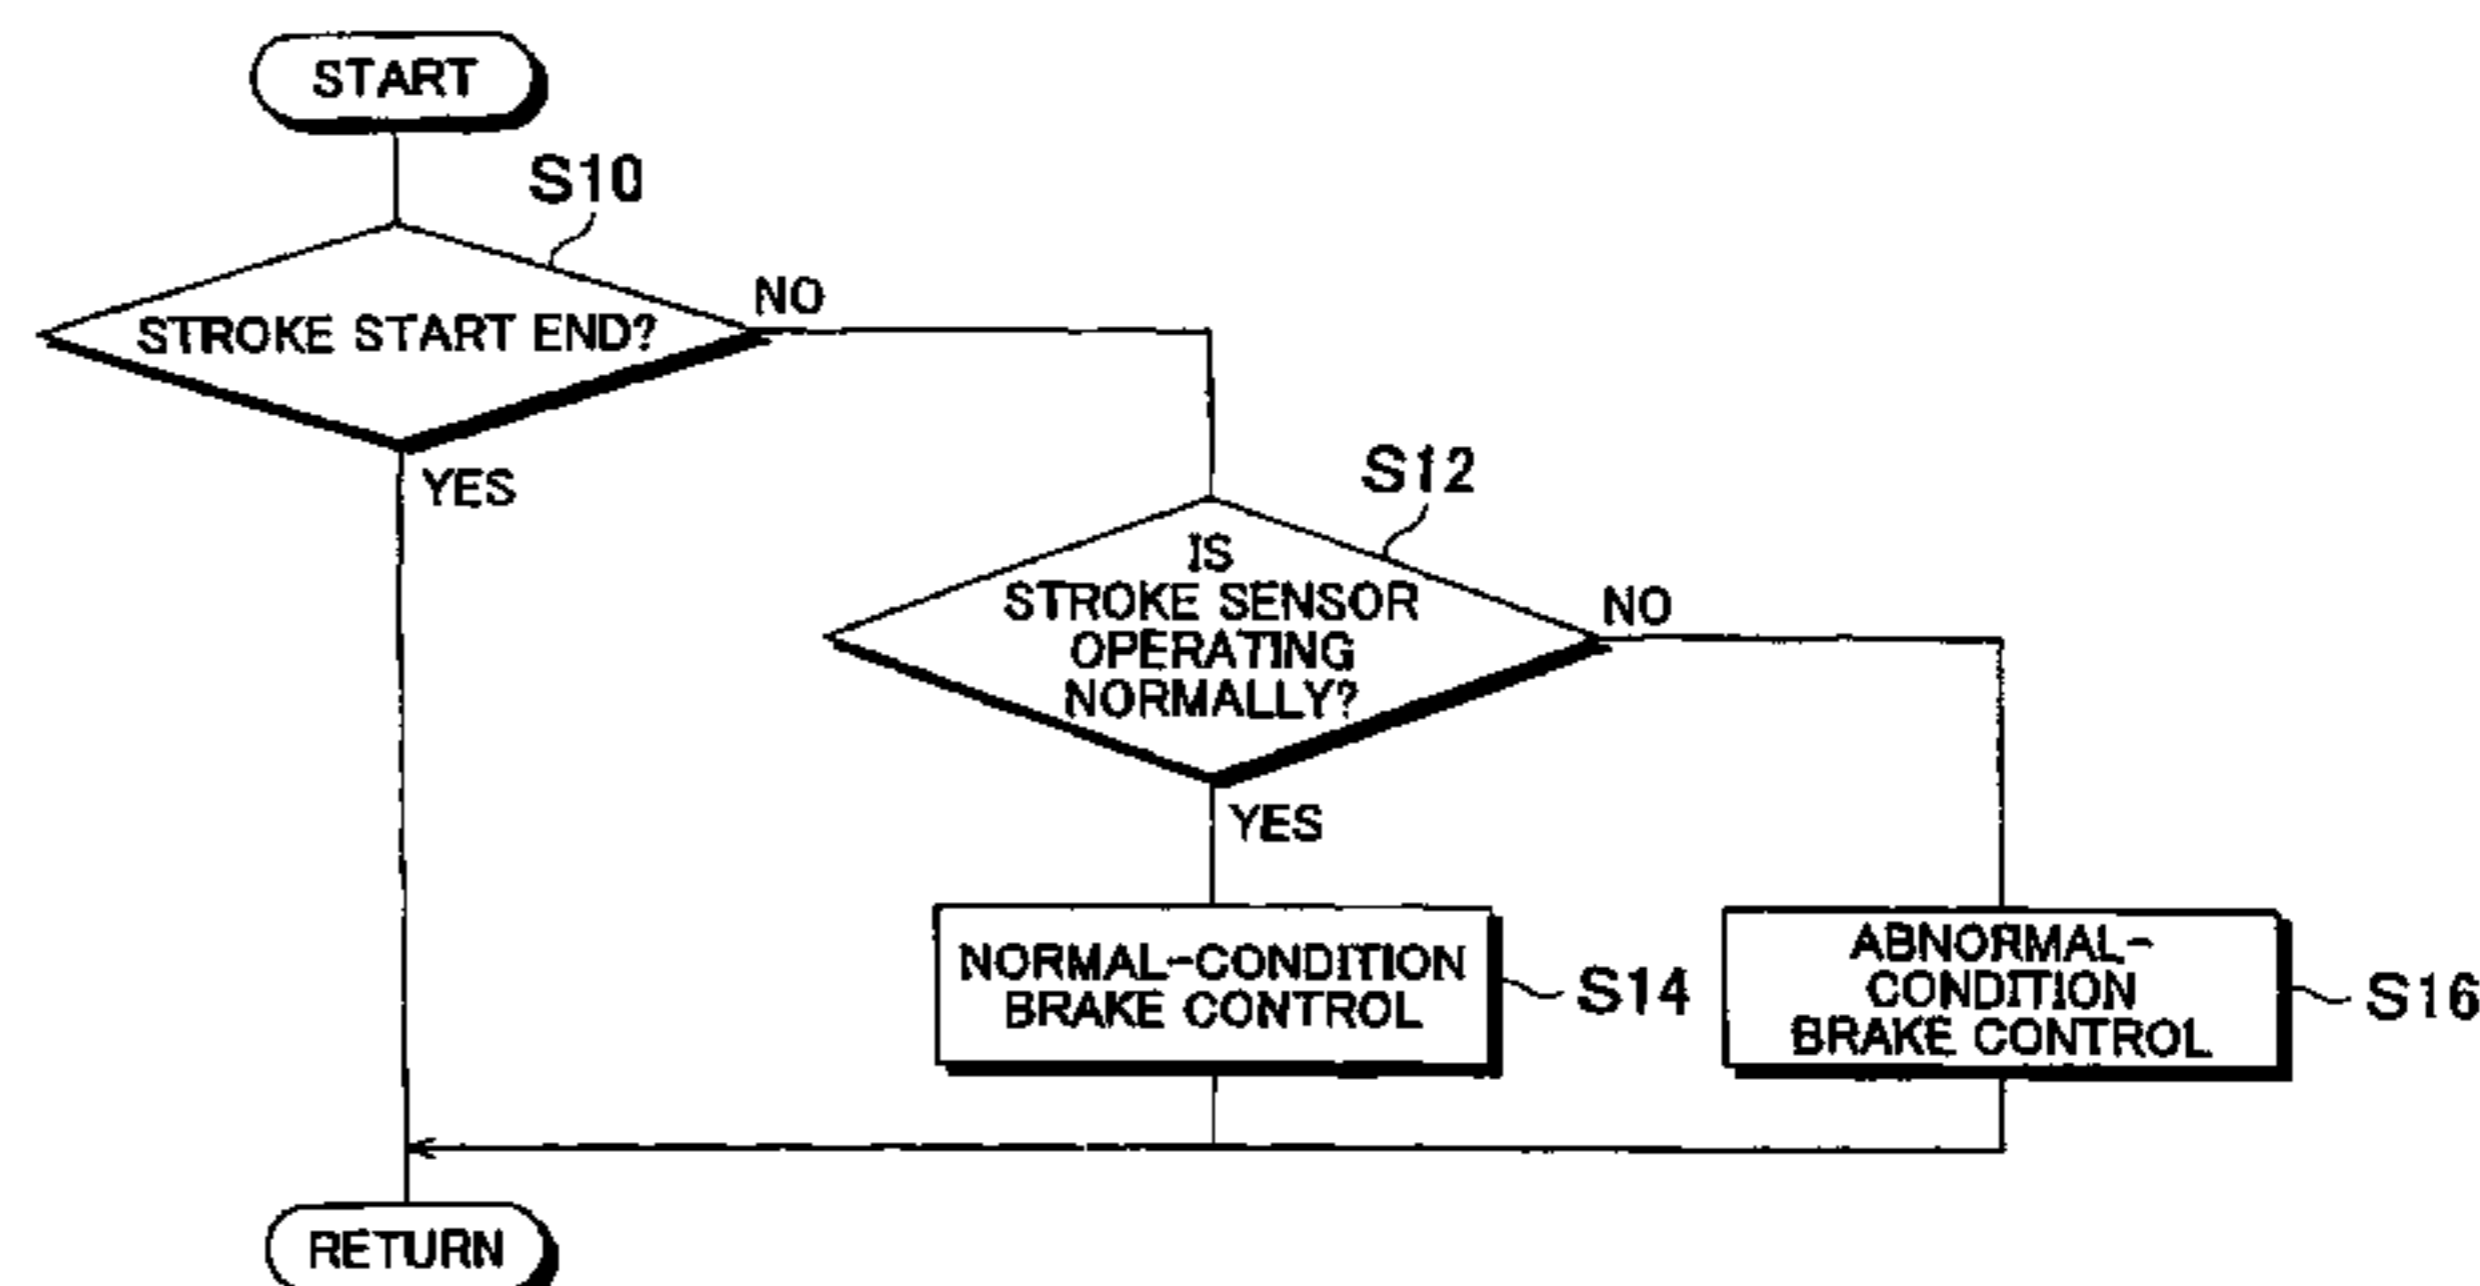 START
S10
NO
STROKE START END?
YES
S12
IS
STROKE SENSOR
OPERATING
NORMALLY?
NO
YES
NORMAL-CONDITION
BRAKE CONTROL
S14
ABNORMAL-
CONDITION
BRAKE CONTROL
S16
RETURN